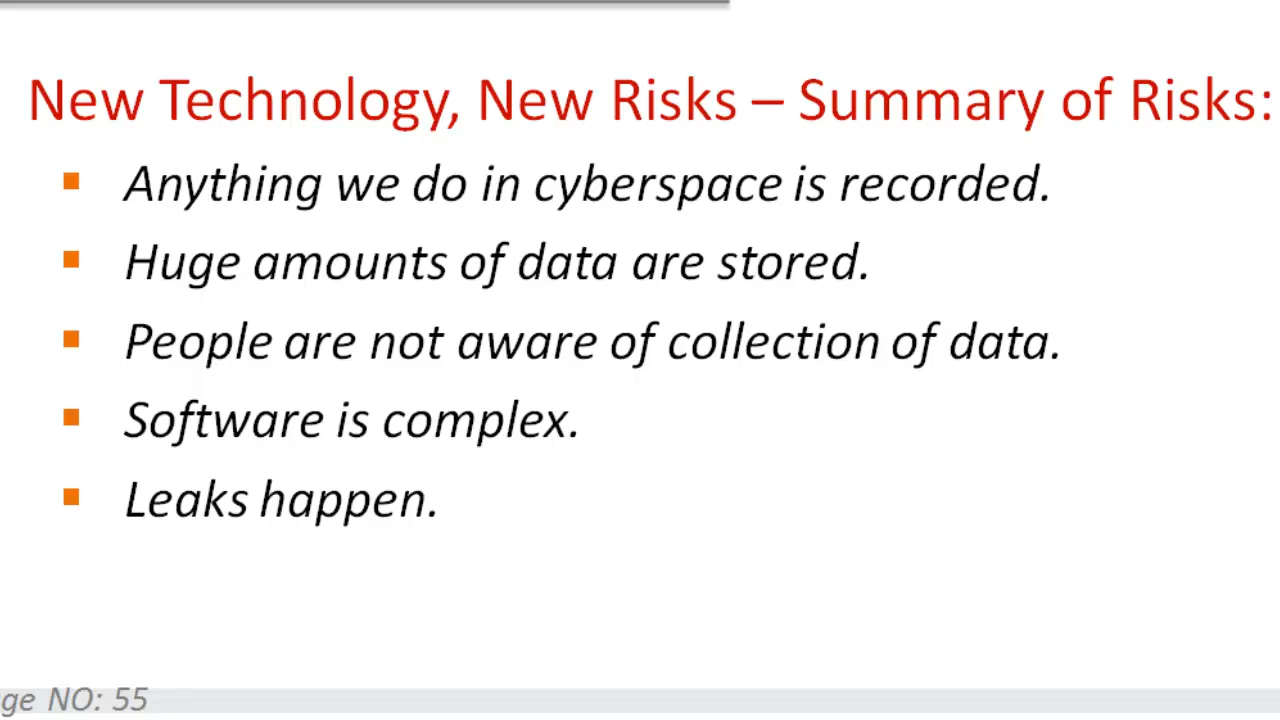 New Technology, New Risks – Summary of Risks:
▪ Anything we do in cyberspace is recorded.
▪ Huge amounts of data are stored.
▪ People are not aware of collection of data.
▪ Software is complex.
▪ Leaks happen.
ge NO: 55